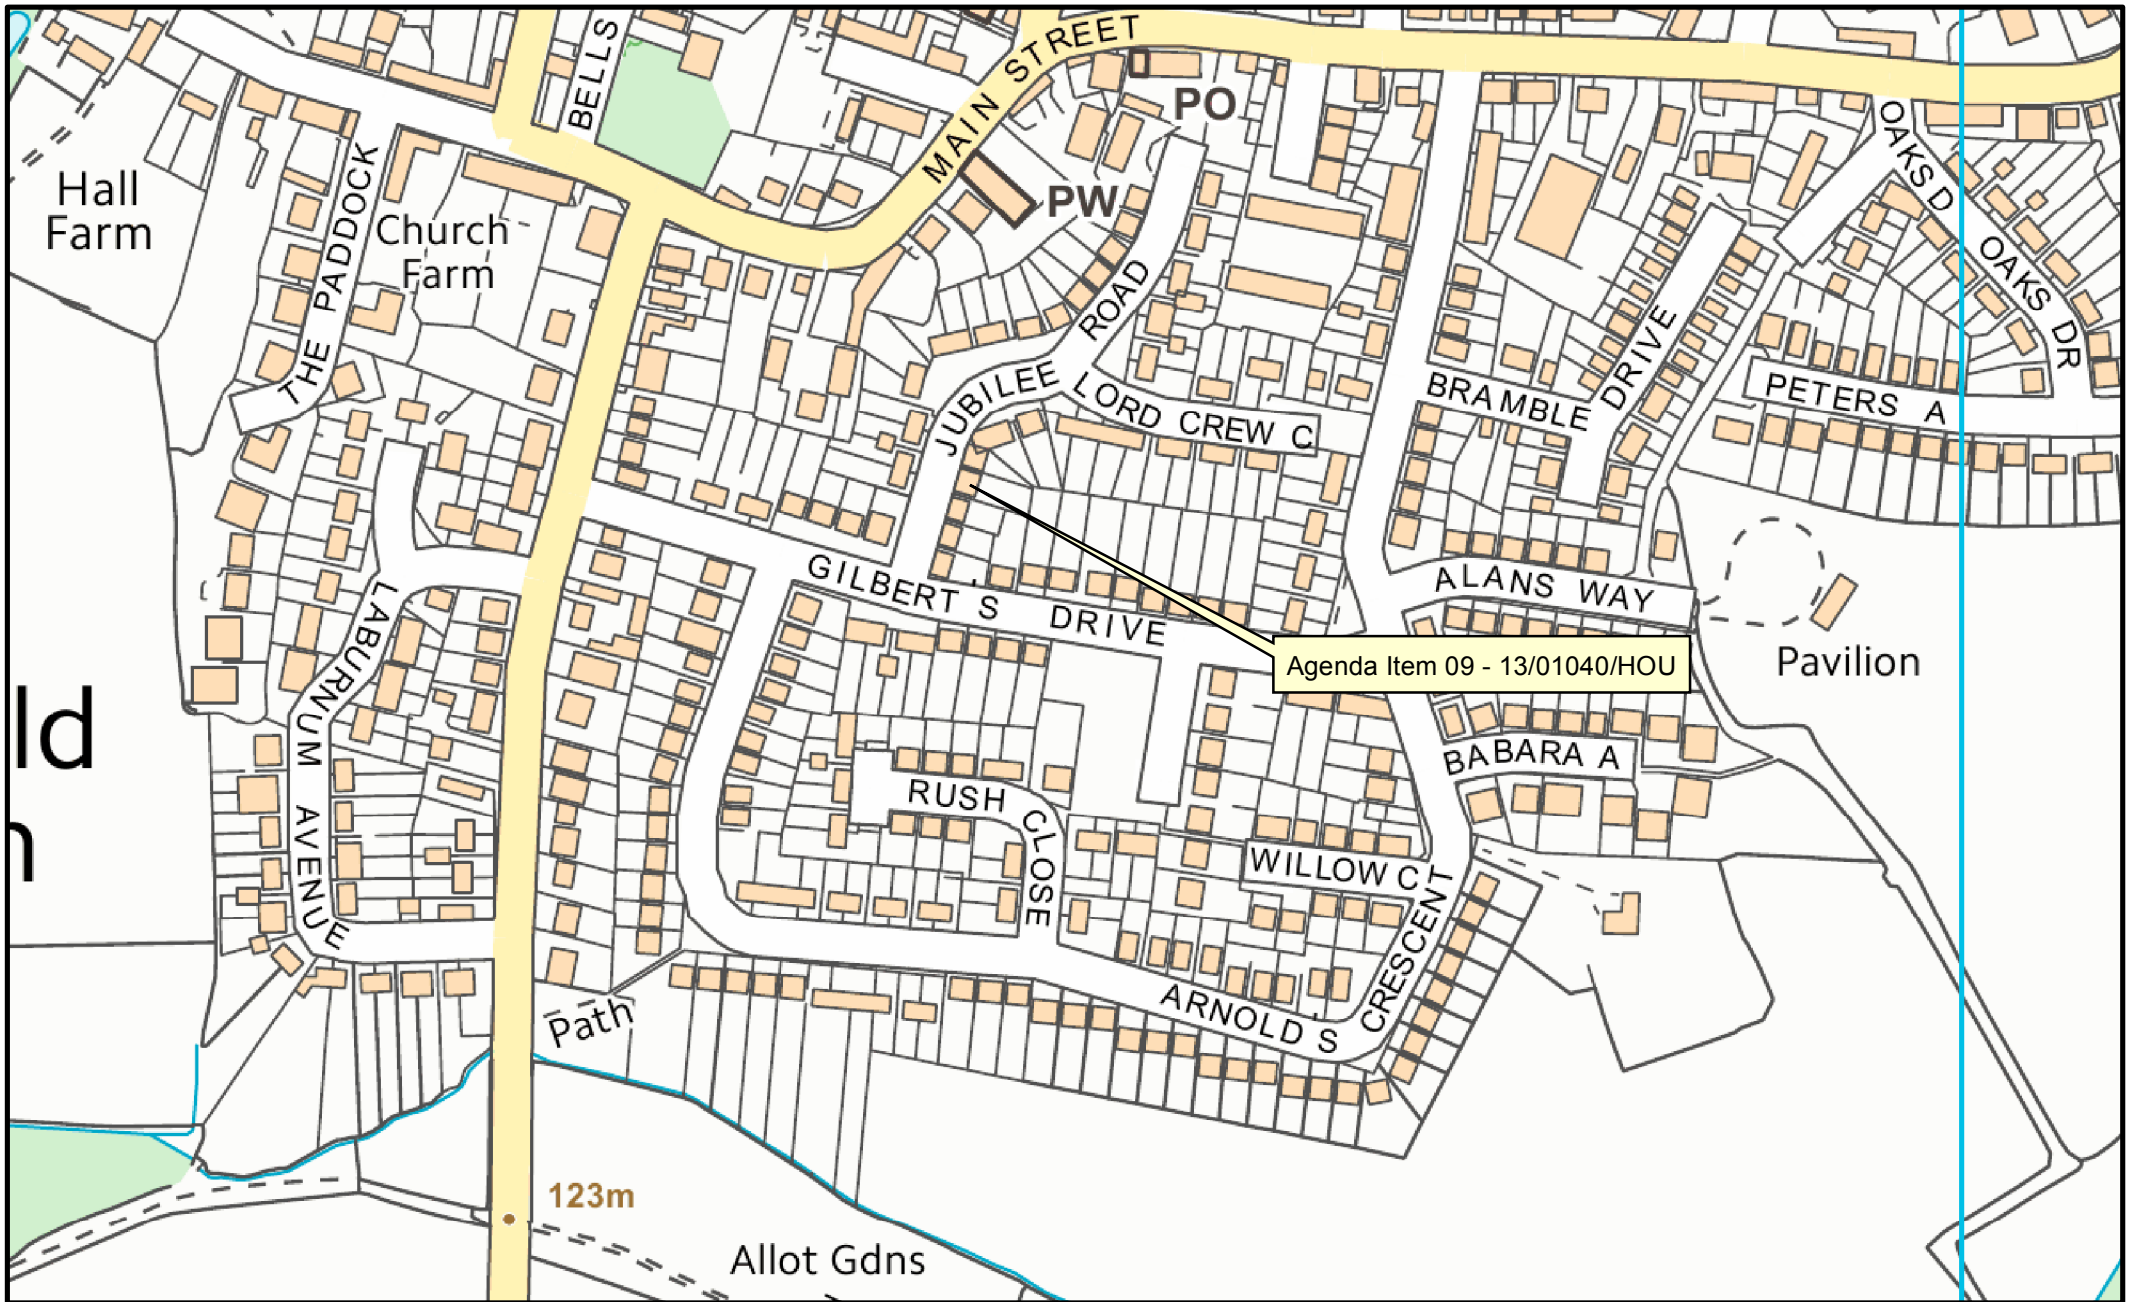 BELLS
MAIN STREET
PO
PW
OAKS D
OAKS DR
Hall
Farm
THE PADDOCK
Church
Farm
JUBILEE ROAD
LORD CREW C
BRAMBLE DRIVE
PETERS A
GILBERT S DRIVE
ALANS WAY
Agenda Item 09 - 13/01040/HOU
Pavilion
LABURNUM AVENUE
ld
n
BABARA A
RUSH CLOSE
WILLOW C
ARNOLD S CRESCENT
Path
123m
Allot Gdns